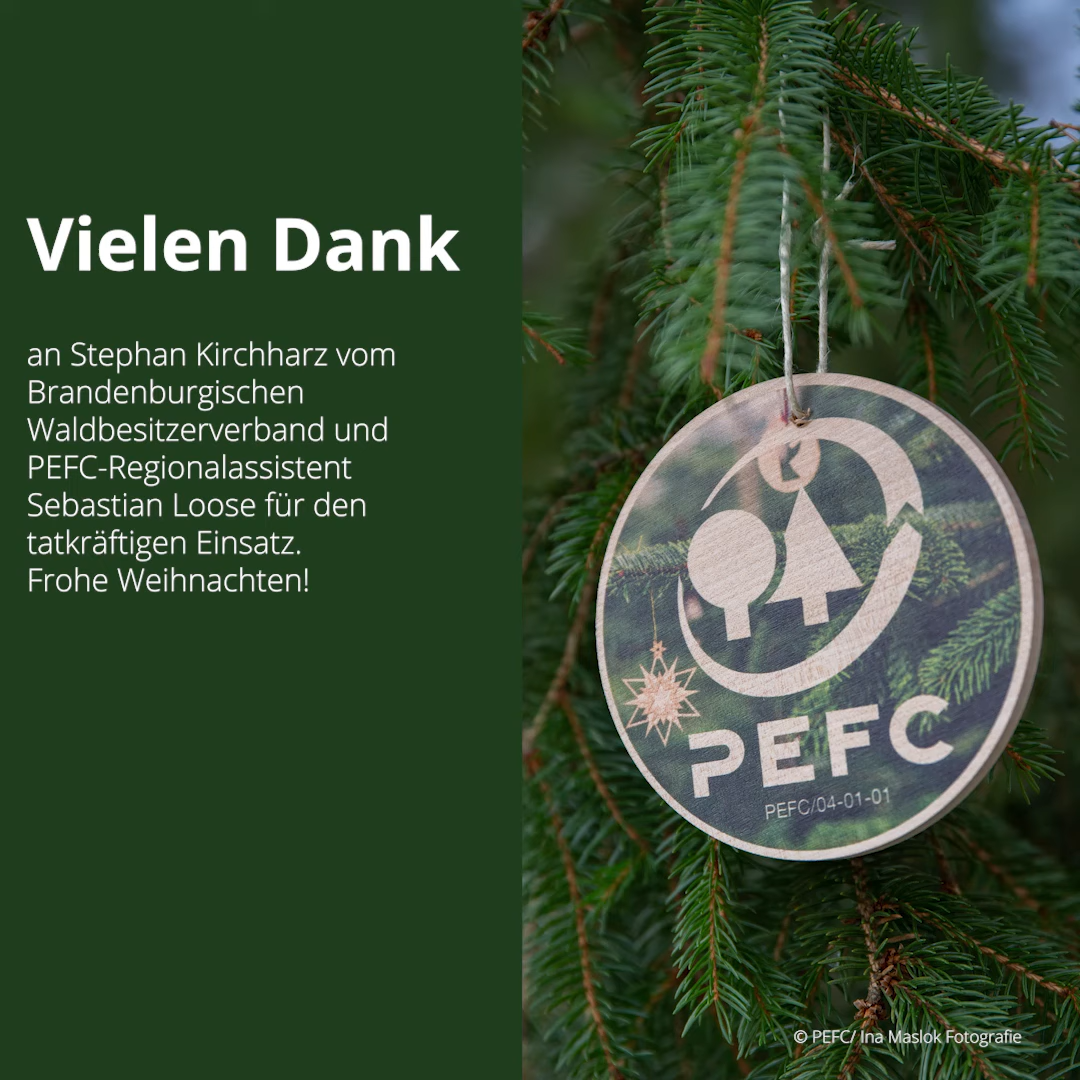 Vielen Dank
an Stephan Kirchharz vom
Brandenburgischen
Waldbesitzerverband und
PEFC-Regionalassistent
Sebastian Loose für den
tatkräftigen Einsatz.
Frohe Weihnachten!
PEFC
PEFC/04-01-01
© PEFC/ Ina Maslok Fotografie